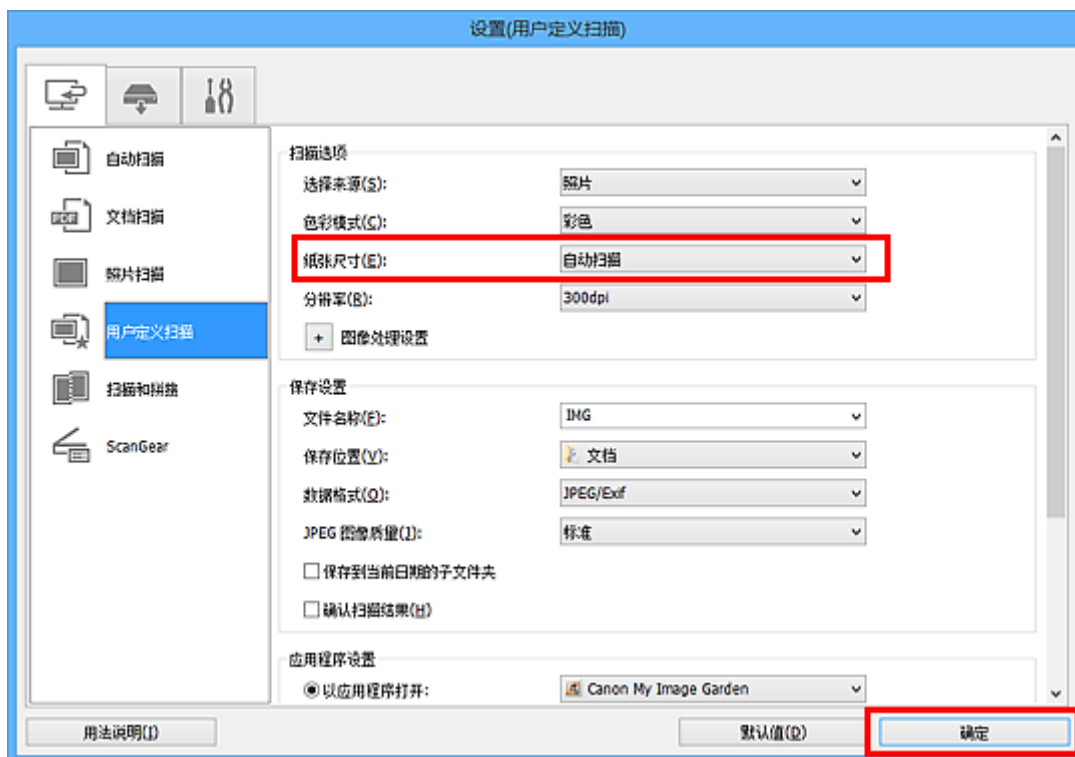 设置(用户定义扫描)
自动扫描
文档扫描
照片扫描
用户定义扫描
扫描和拼接
ScanGear
扫描选项
选择来源(S): 照片
色彩模式(C): 彩色
纸张尺寸(E): 自动扫描
分辨率(R): 300dpi
+ 图像处理设置
保存设置
文件名称(F): IMG
保存位置(V): 文档
数据格式(O): JPEG/Exif
JPEG 图像质量(J): 标准
保存到当前日期的子文件夹
确认扫描结果(H)
应用程序设置
以应用程序打开: Canon My Image Garden
用法说明(I) 默认值(D) 确定